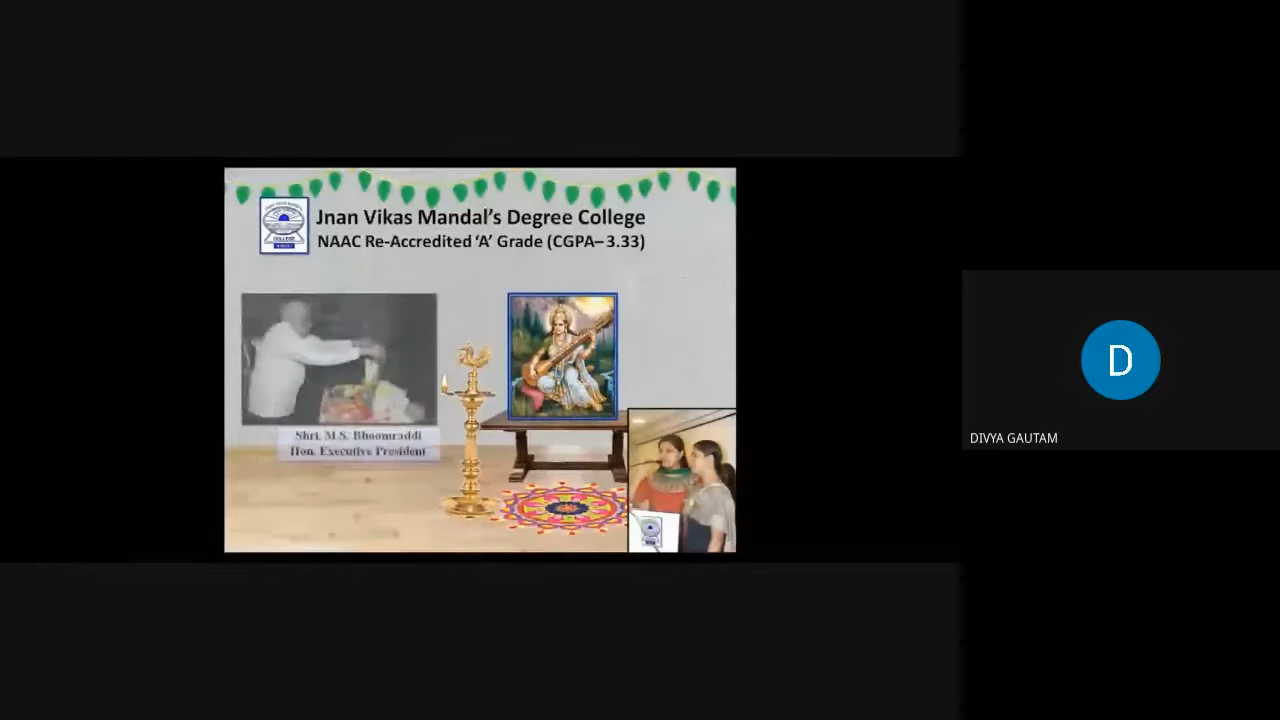 Jnan Vikas Mandal's Degree College
NAAC Re-Accredited 'A' Grade (CGPA–3.33)
COLLEGE
Shri. M.S. Bhoomraddi
Hon. Executive President
D
DIVYA GAUTAM